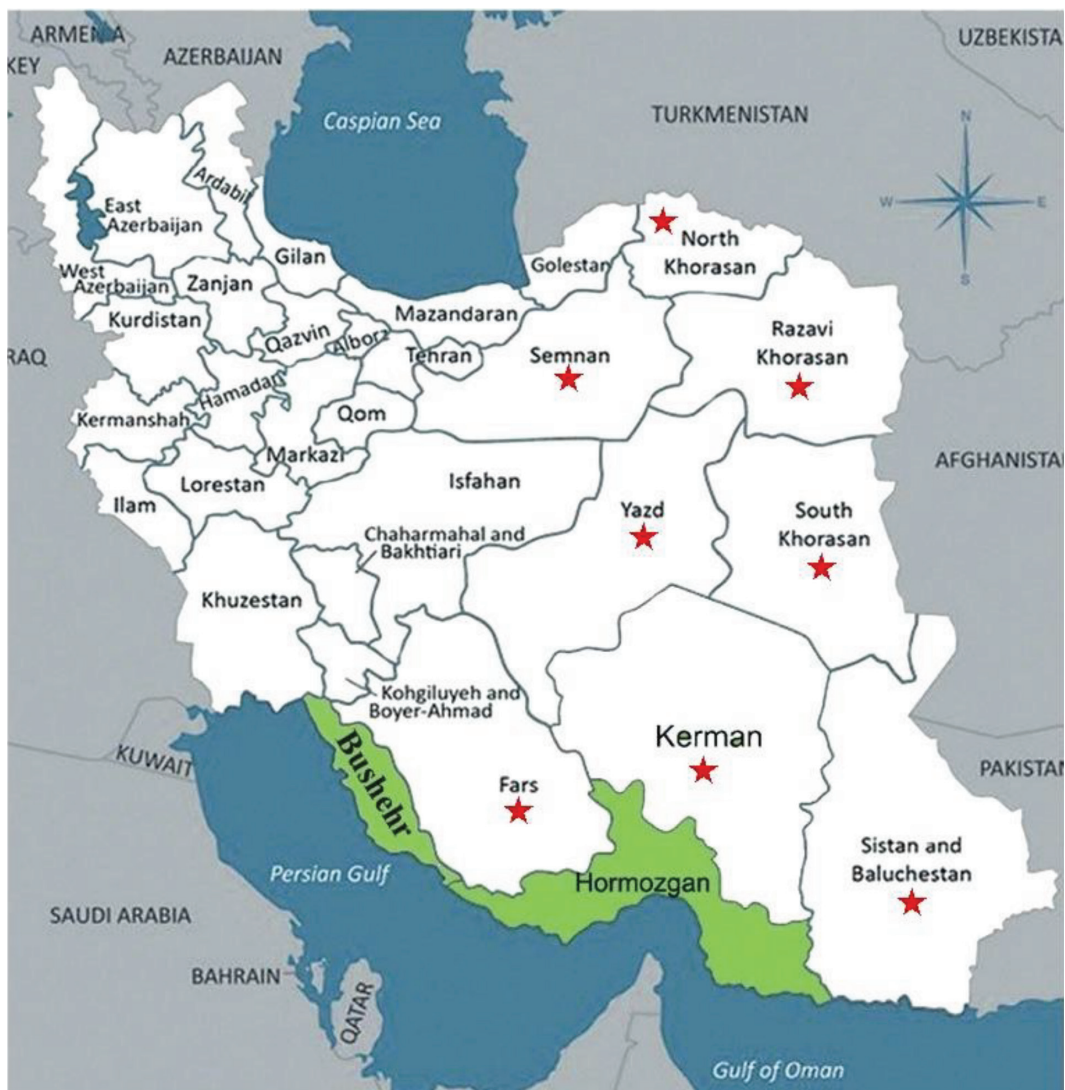 ARMENIA
KEY
AZERBAIJAN
UZBEKISTA
Caspian Sea
TURKMENISTAN
N
W
E
S
Ardabil
East
Azerbaijan
North
Khorasan
Gilan
Golestan
West
Azerbaijan
Zanjan
Kurdistan
Mazandaran
Qazvin
Alborz
Tehran
Semnan
Razavi
Khorasan
RAQ
Hamadan
Kermanshah
Qom
Markazi
AFGHANISTA
Lorestan
Isfahan
Ilam
Yazd
South
Khorasan
Chaharmahal and
Bakhtiari
Khuzestan
Kohgiluyeh and
Boyer-Ahmad
Kerman
KUWAIT
Bushehr
PAKISTAN
Fars
Sistan and
Baluchestan
Persian Gulf
Hormozgan
SAUDI ARABIA
BAHRAIN
QATAR
Gulf of Oman